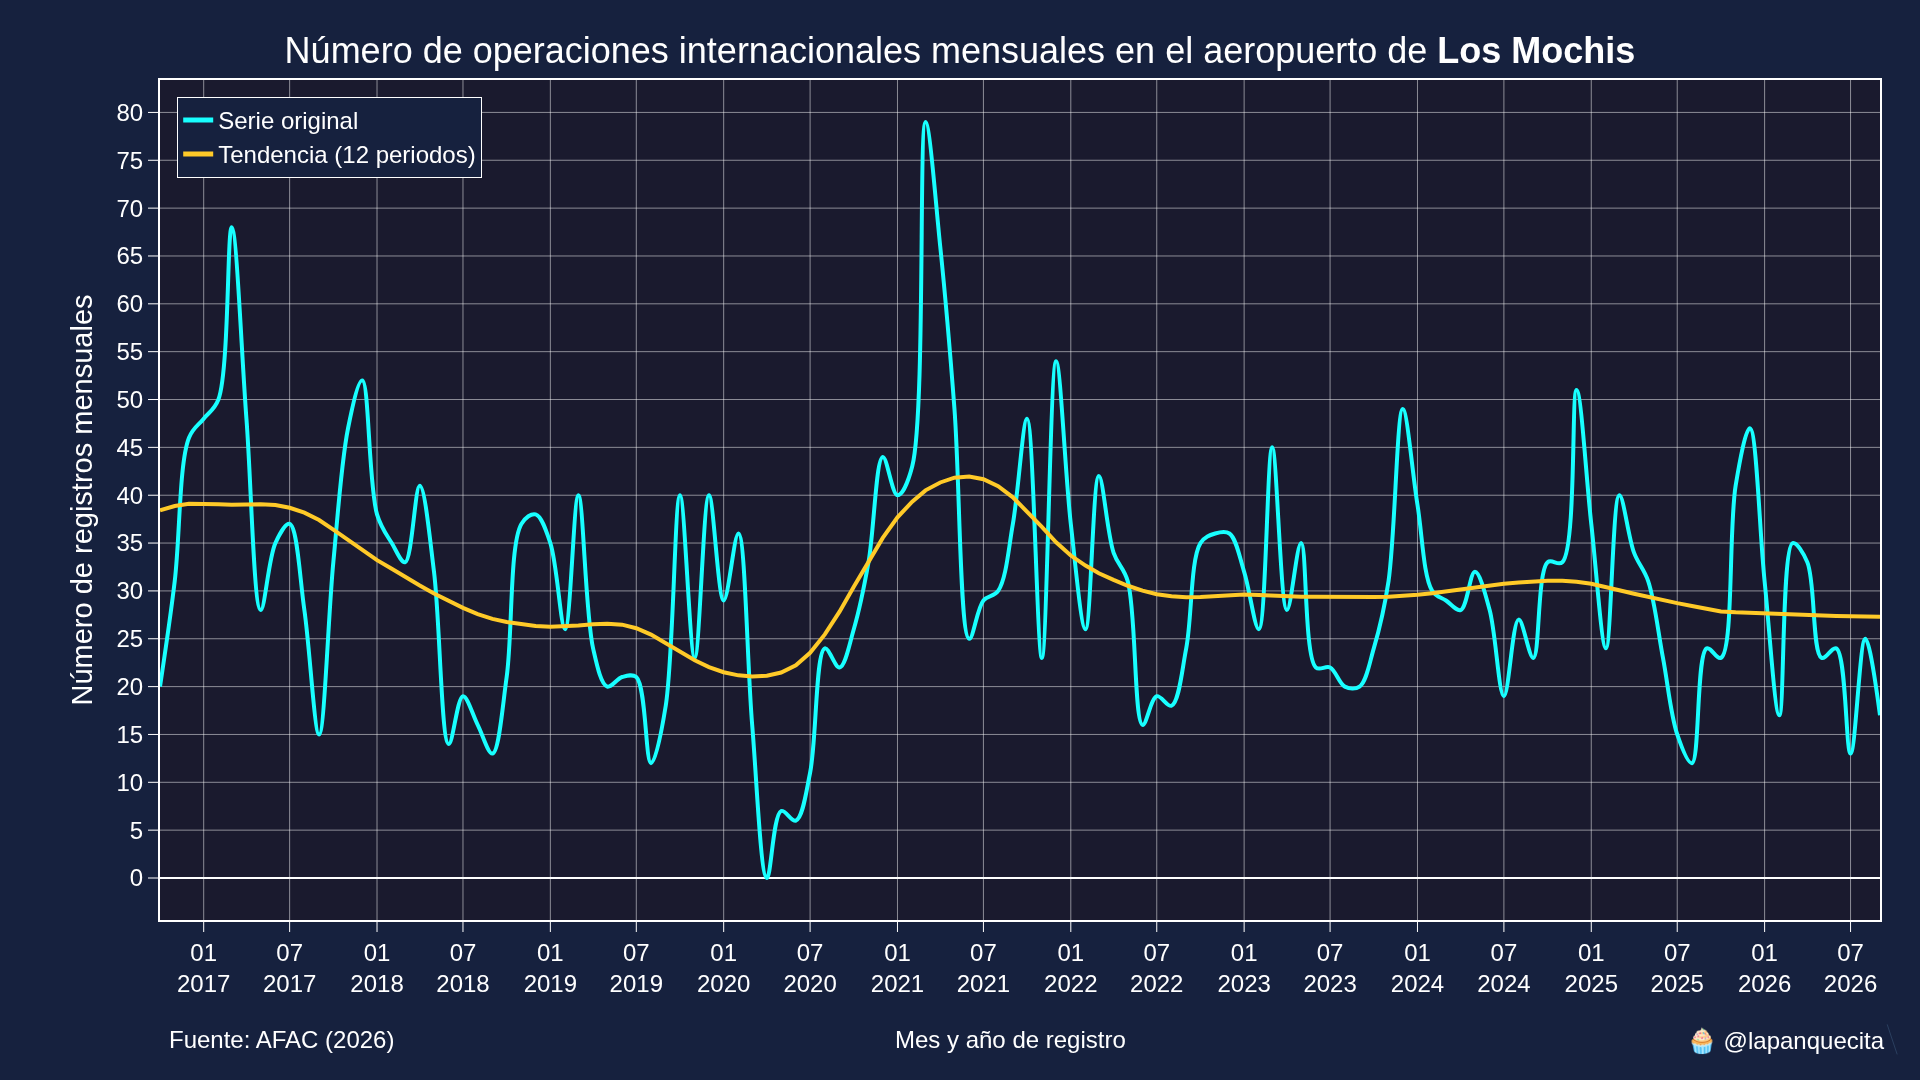 Número de operaciones internacionales mensuales en el aeropuerto de Los Mochis
Serie original
Tendencia (12 periodos)
Número de registros mensuales
80
75
70
65
60
55
50
45
40
35
30
25
20
15
10
5
0
01 07 01 07 01 07 01 07 01 07 01 07 01 07 01 07 01 07 01 07
2017 2017 2018 2018 2019 2019 2020 2020 2021 2021 2022 2022 2023 2023 2024 2024 2025 2025 2026 2026
Fuente: AFAC (2026)
Mes y año de registro
🧁 @lapanquecita